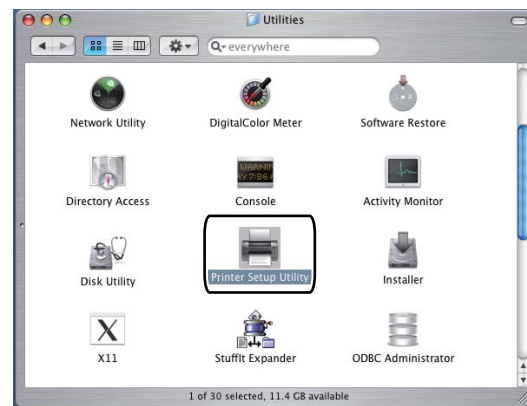 Utilities
everywhere
Network Utility
DigitalColor Meter
Software Restore
WARNIN
Directory Access
Console
Activity Monitor
Disk Utility
Printer Setup Utility
Installer
X11
StuffIt Expander
ODBC Administrator
1 of 30 selected, 11.4 GB available